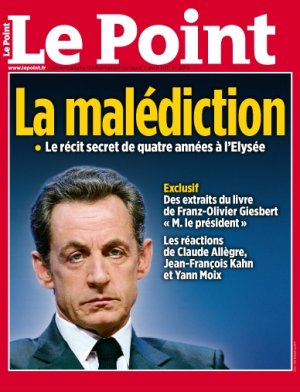 Le Point
Le Point
www.lepoint.fr
La malédiction
• Le récit secret de quatre années à l'Elysée
Exclusif
Des extraits du livre
de Franz-Olivier Giesbert
« M. le président »
Les réactions
de Claude Allègre,
Jean-François Kahn
et Yann Moix